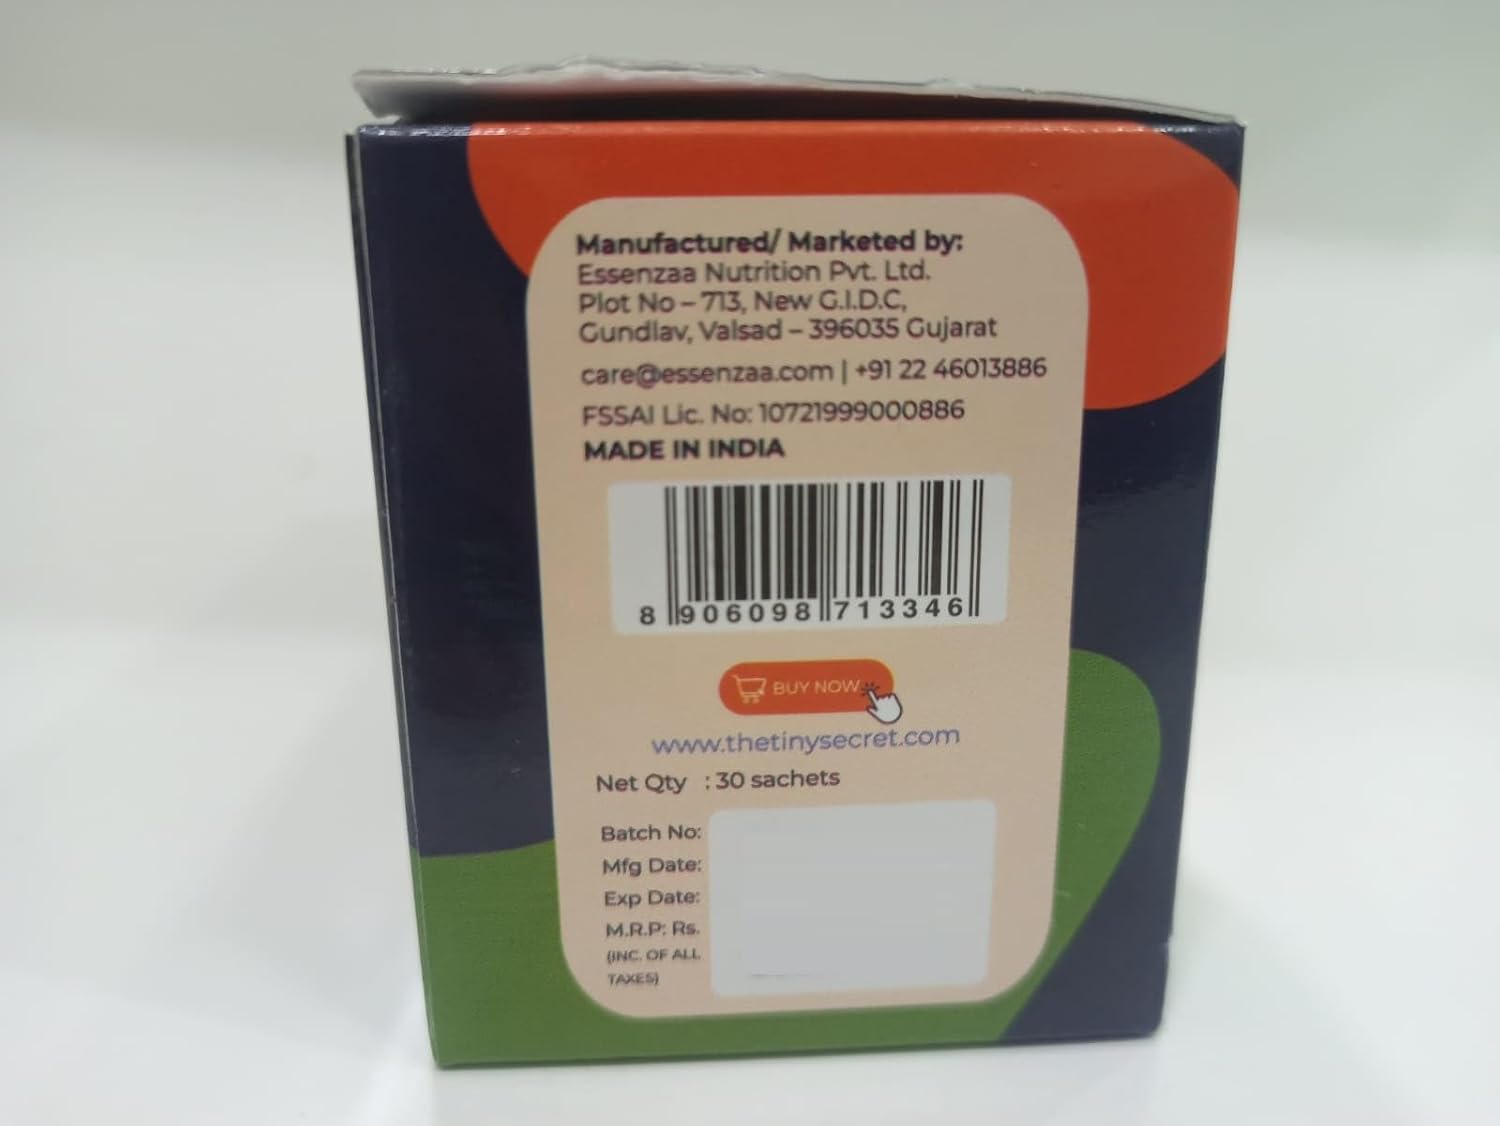 Manufactured/ Marketed by:
Essenzaa Nutrition Pvt. Ltd.
Plot No – 713, New G.I.D.C,
Gundlav, Valsad – 396035 Gujarat
care@essenzaa.com | +91 22 46013886
FSSAI Lic. No: 10721999000886
MADE IN INDIA
8 906098 713346
BUY NOW
www.thetinysecret.com
Net Qty : 30 sachets
Batch No:
Mfg Date:
Exp Date:
M.R.P: Rs.
(INC. OF ALL
TAXES)